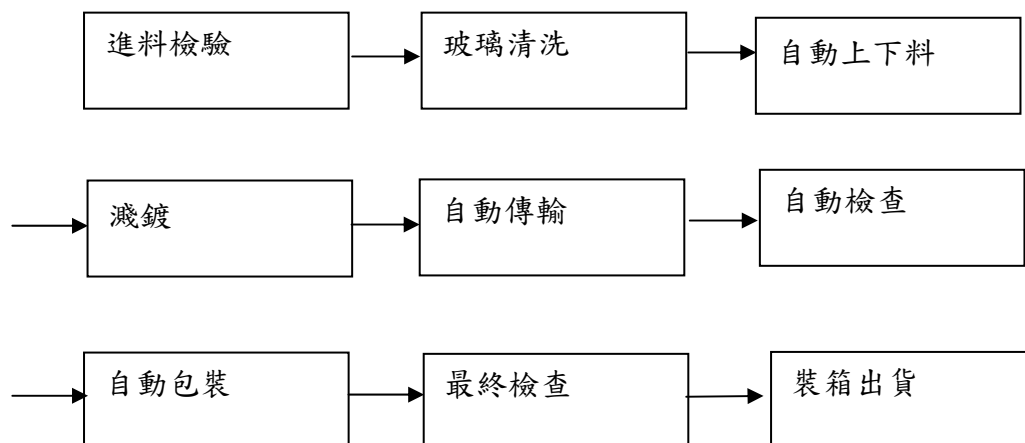 進料檢驗
玻璃清洗
自動上下料
濺鍍
自動傳輸
自動檢查
自動包裝
最終檢查
裝箱出貨